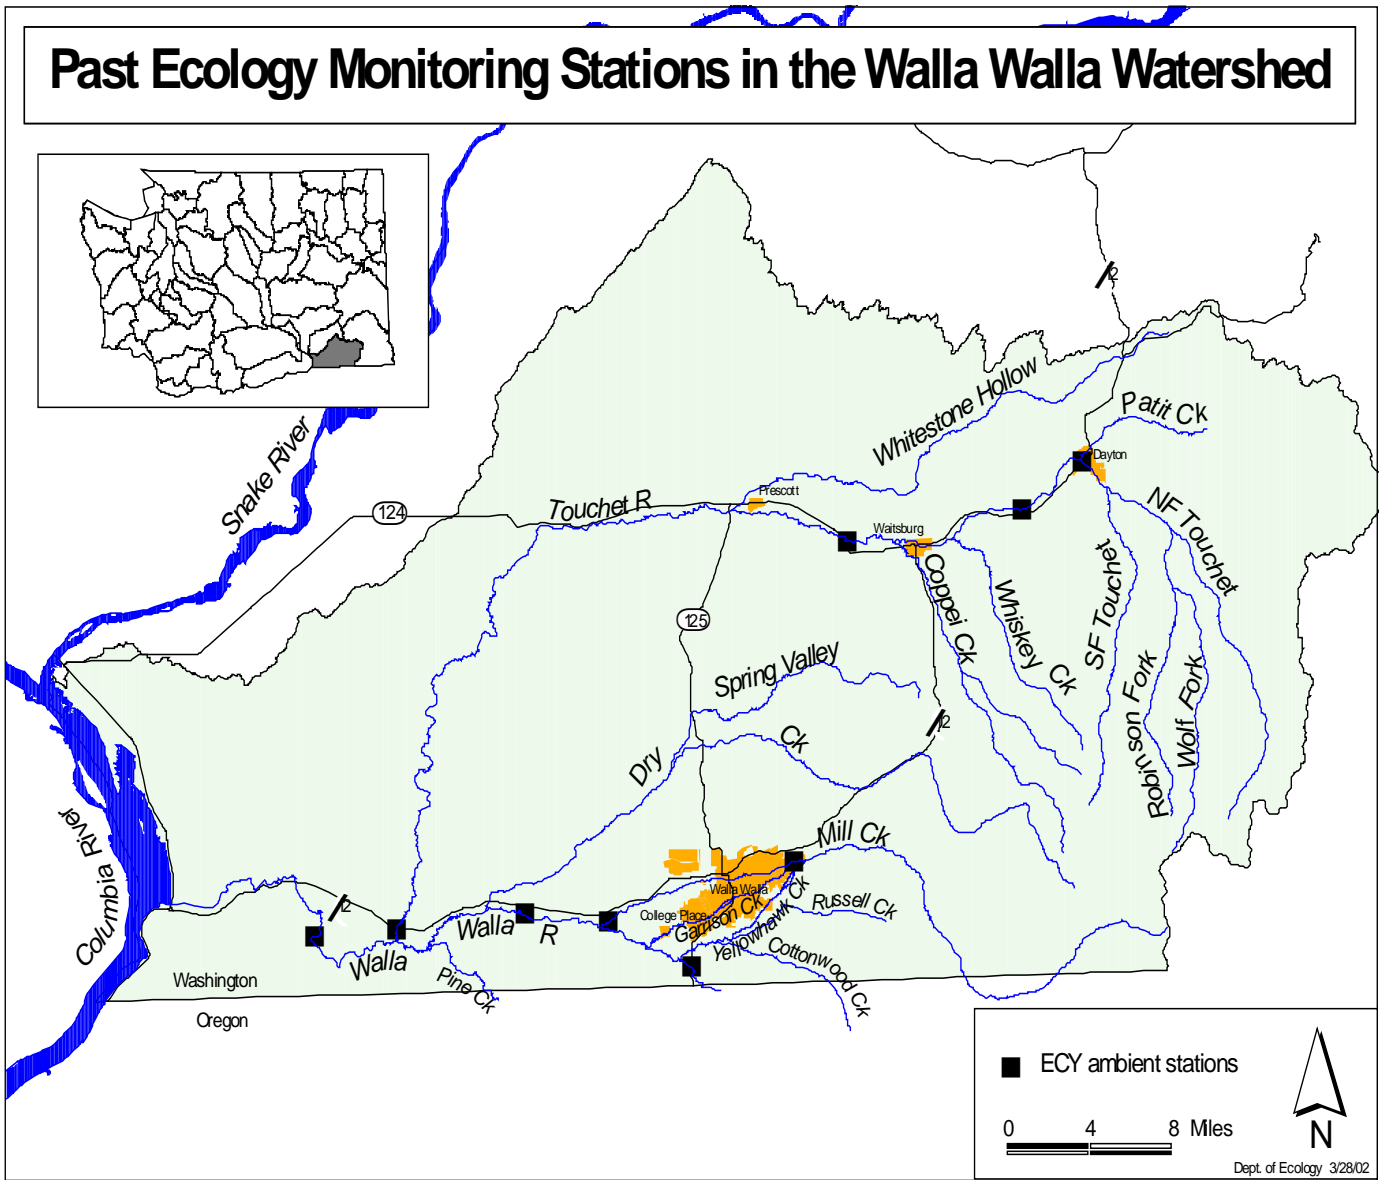 Past Ecology Monitoring Stations in the Walla Walla Watershed
12
Snake River
Whitestone Hollow
Patit Ck
Dayton
Touchet R
Prescott
124
NF Touchet
Waitsburg
Coppei Ck
Whiskey Ck
SF Touchet
Robinson Fork
Wolf Fork
125
Spring Valley
12
Dry Ck
Columbia River
Mill Ck
Walla Walla
College Place
Garrison Ck
Yellowhawk Ck
Russell Ck
Cottonwood Ck
12
Walla Walla R
Pine Ck
Washington
Oregon
ECY ambient stations
0 4 8 Miles
N
Dept. of Ecology 3/28/02